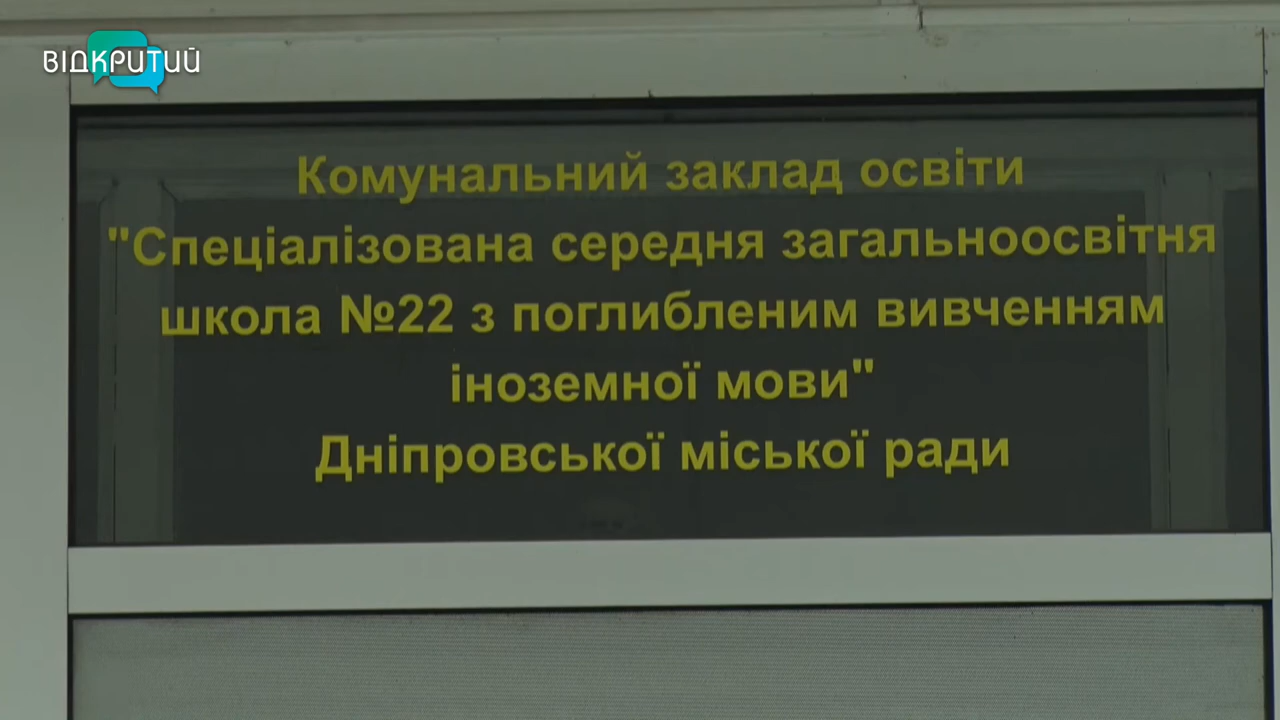 ВІДКРИТИЙ
Комунальний заклад освіти
"Спеціалізована середня загальноосвітня
школа №22 з поглибленим вивченням
іноземної мови"
Дніпровської міської ради